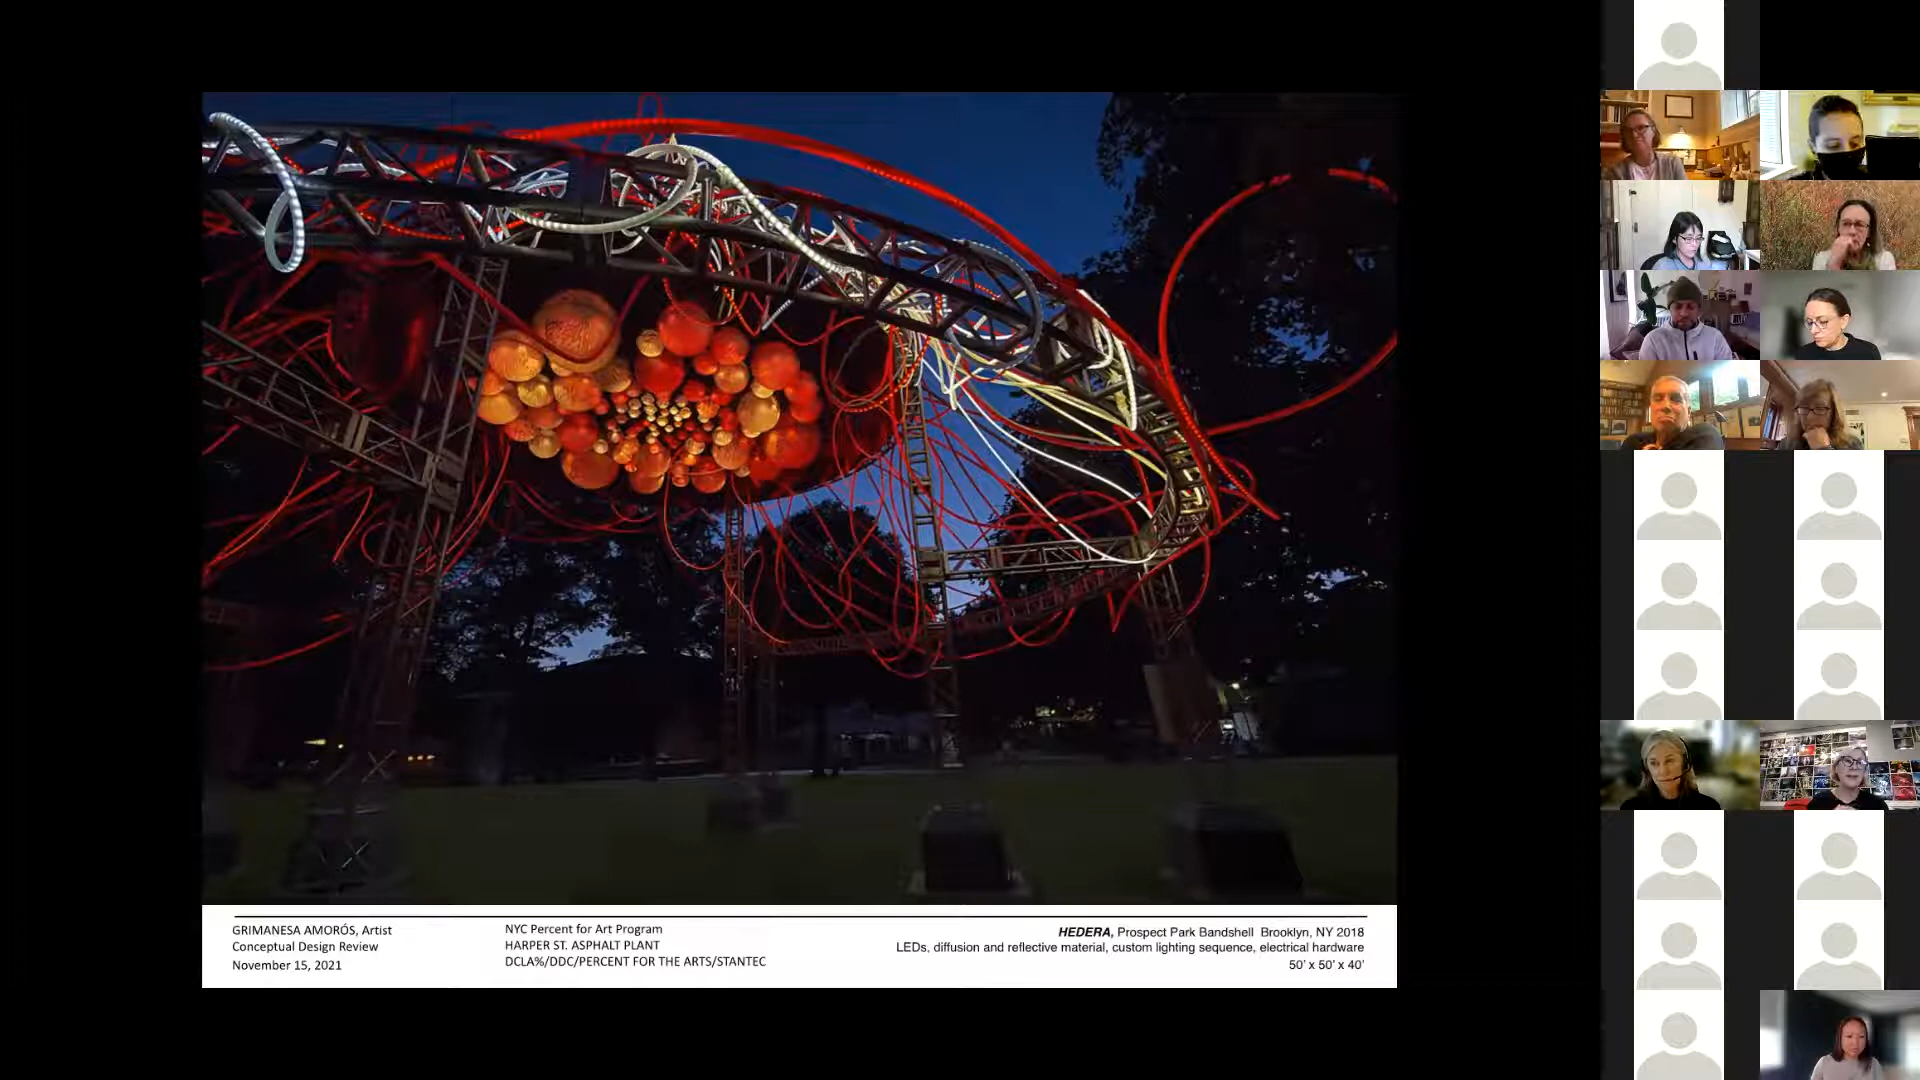 GRIMANESA AMORÓS, Artist
Conceptual Design Review
November 15, 2021
NYC Percent for Art Program
HARPER ST. ASPHALT PLANT
DCLA%/DDC/PERCENT FOR THE ARTS/STANTEC
HEDERA, Prospect Park Bandshell Brooklyn, NY 2018
LEDs, diffusion and reflective material, custom lighting sequence, electrical hardware
50' x 50' x 40'